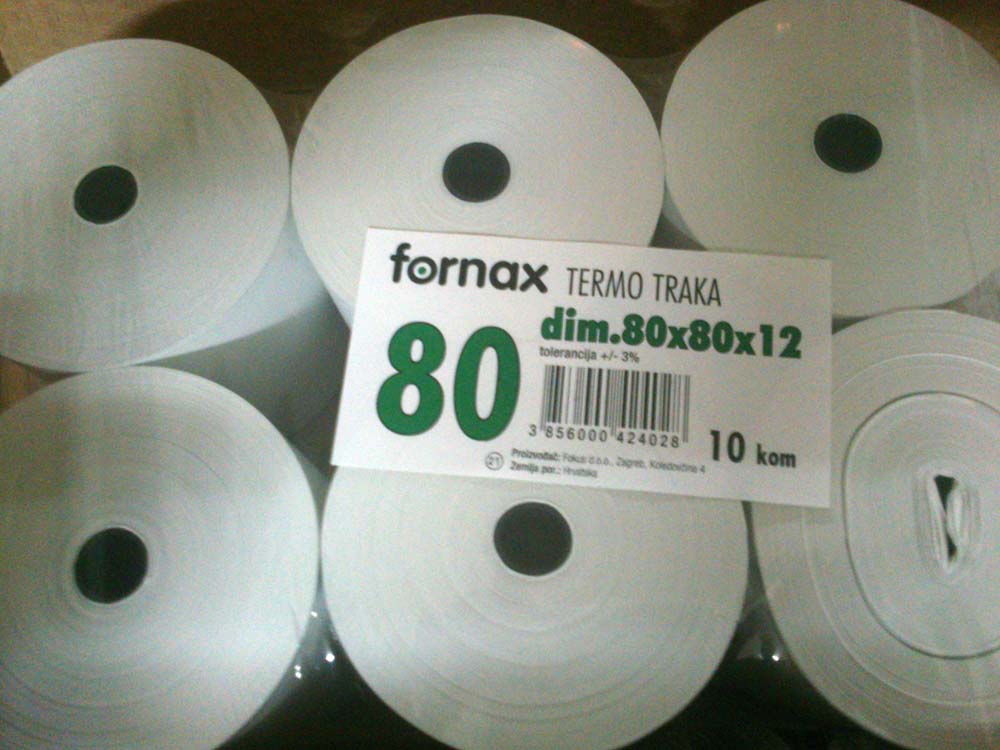 fornax TERMO TRAKA
80
dim.80x80x12
tolerancija +/- 3%
3 856000 424028
10 kom
21
Proizvođač: Fokus d.o.o., Zagreb, Koledovčina 4
Zemlja por.: Hrvatska